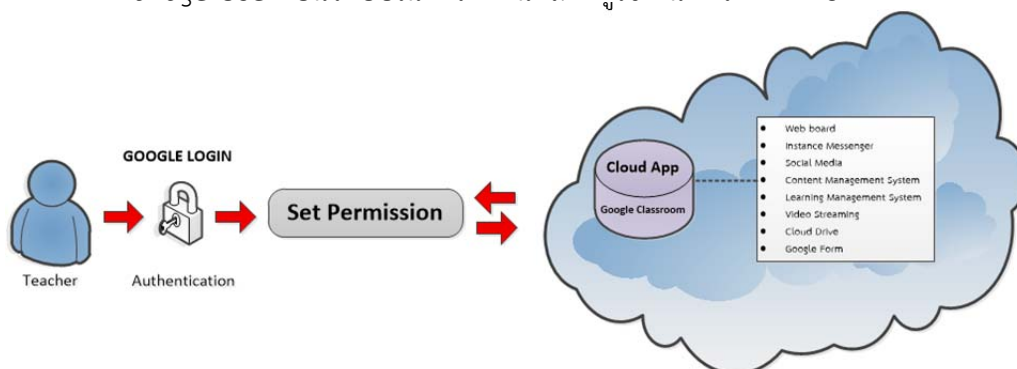 GOOGLE LOGIN
Teacher
Authentication
Set Permission
Cloud App
Google Classroom
Web board
Instance Messenger
Social Media
Content Management System
Learning Management System
Video Streaming
Cloud Drive
Google Form